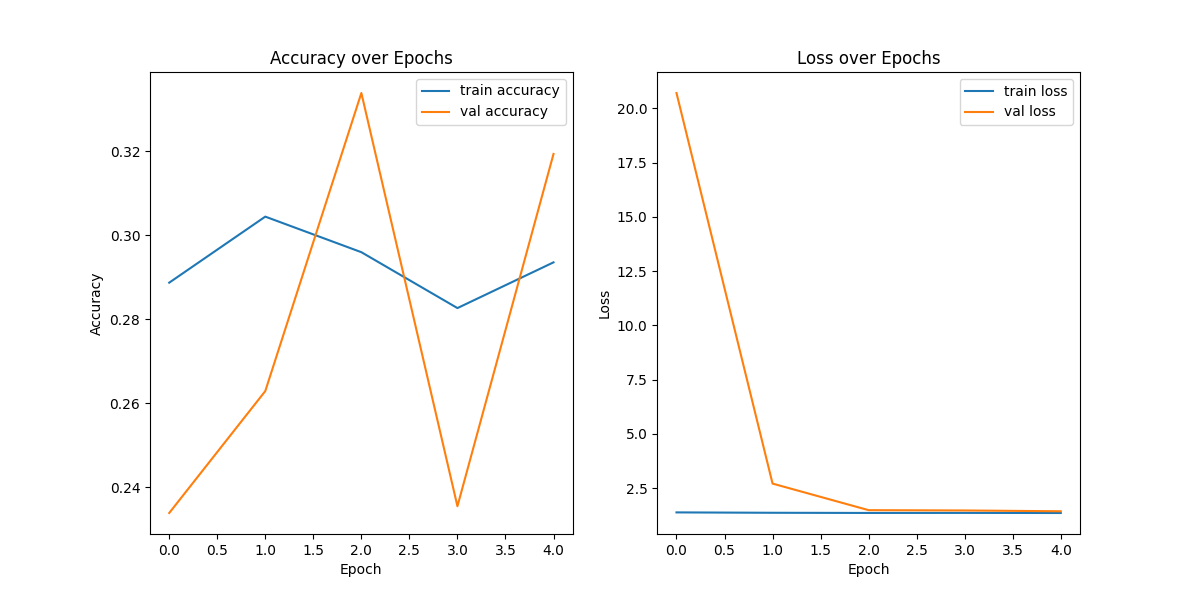 Accuracy over Epochs
train accuracy
val accuracy
0.32
0.30
0.28
0.26
0.24
Accuracy
0.0 0.5 1.0 1.5 2.0 2.5 3.0 3.5 4.0
Epoch
Loss over Epochs
train loss
val loss
20.0
17.5
15.0
12.5
10.0
7.5
5.0
2.5
Loss
0.0 0.5 1.0 1.5 2.0 2.5 3.0 3.5 4.0
Epoch